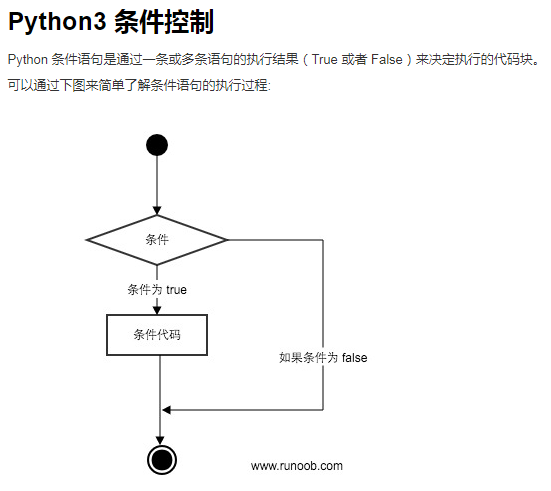 Python3 条件控制
Python 条件语句是通过一条或多条语句的执行结果（True 或者 False）来决定执行的代码块。
可以通过下图来简单了解条件语句的执行过程:
条件
条件为 true
条件代码
如果条件为 false
www.runoob.com